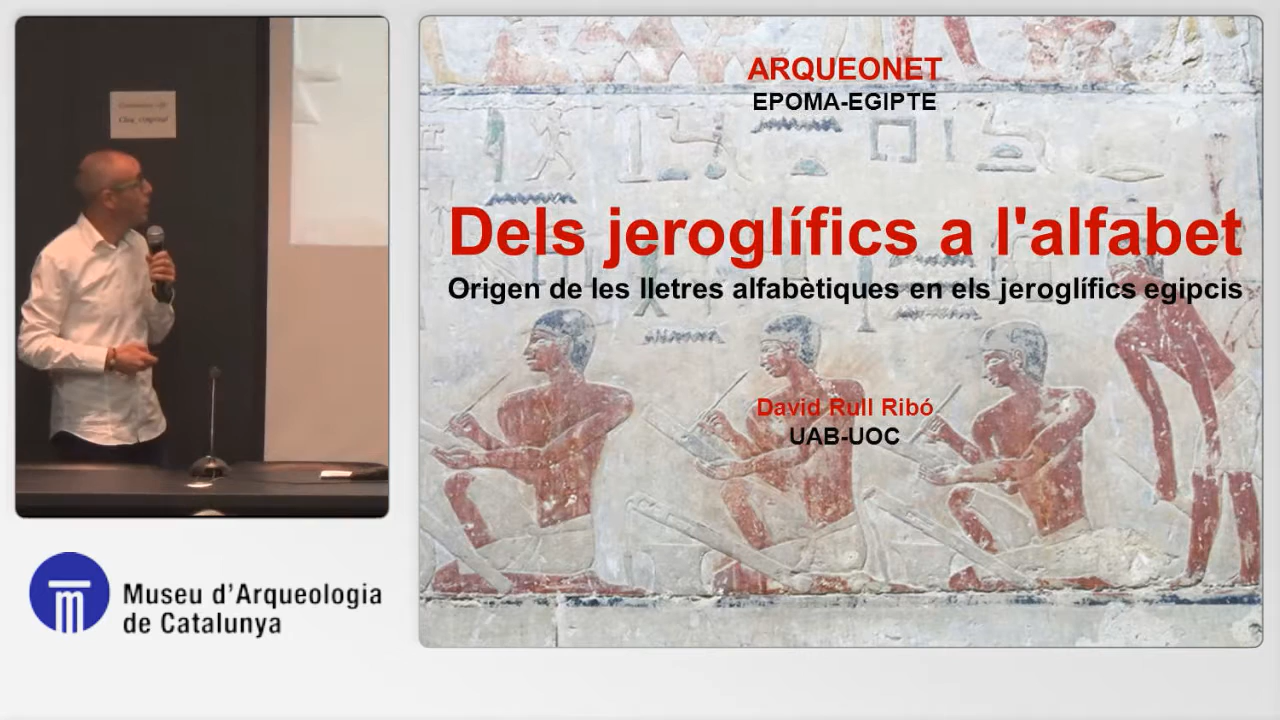 ARQUEONET
EPOMA-EGIPTE
Dels jeroglífics a l'alfabet
Origen de les lletres alfabètiques en els jeroglífics egipcis
David Rull Ribó
UAB-UOC
Museu d'Arqueologia
de Catalunya